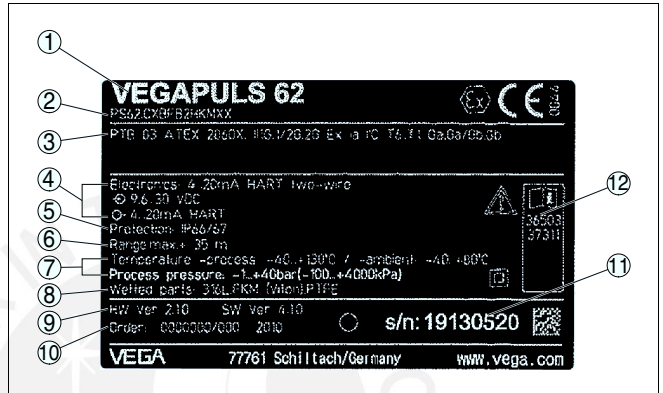 VEGAPULS 62
PS62.CXBFB2HKMXX
PTB 03 ATEX 2060X, II1G,1/2G,2G Ex ia IIC T6..T1 Ga,Ga/Gb,Gb
Electronics: 4..20mA HART two-wire
9,6..30 VDC
4..20mA HART
Protection: IP66/67
Range:max.+ 35 m
Temperature -process: -40..+130°C / -ambient: -40..+80°C
Process pressure: -1..+40bar(-100..+4000kPa)
Wetted parts: 316L,FKM (Viton),PTFE
HW Ver 2.10 SW Ver 4.10
Order: 0000000/000 2010
s/n: 19130520
VEGA 77761 Schiltach/Germany www.vega.com
Ex CE 0044
36503
37311
1
2
3
4
5
6
7
8
9
10
11
12